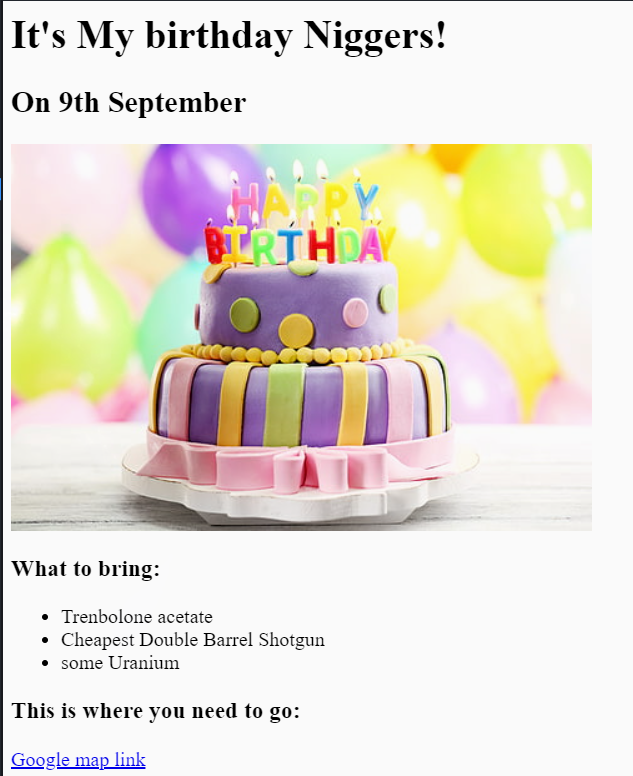 It's My birthday Niggers!
On 9th September
HAPPY
BIRTHDAY
What to bring:
Trenbolone acetate
Cheapest Double Barrel Shotgun
some Uranium
This is where you need to go:
Google map link